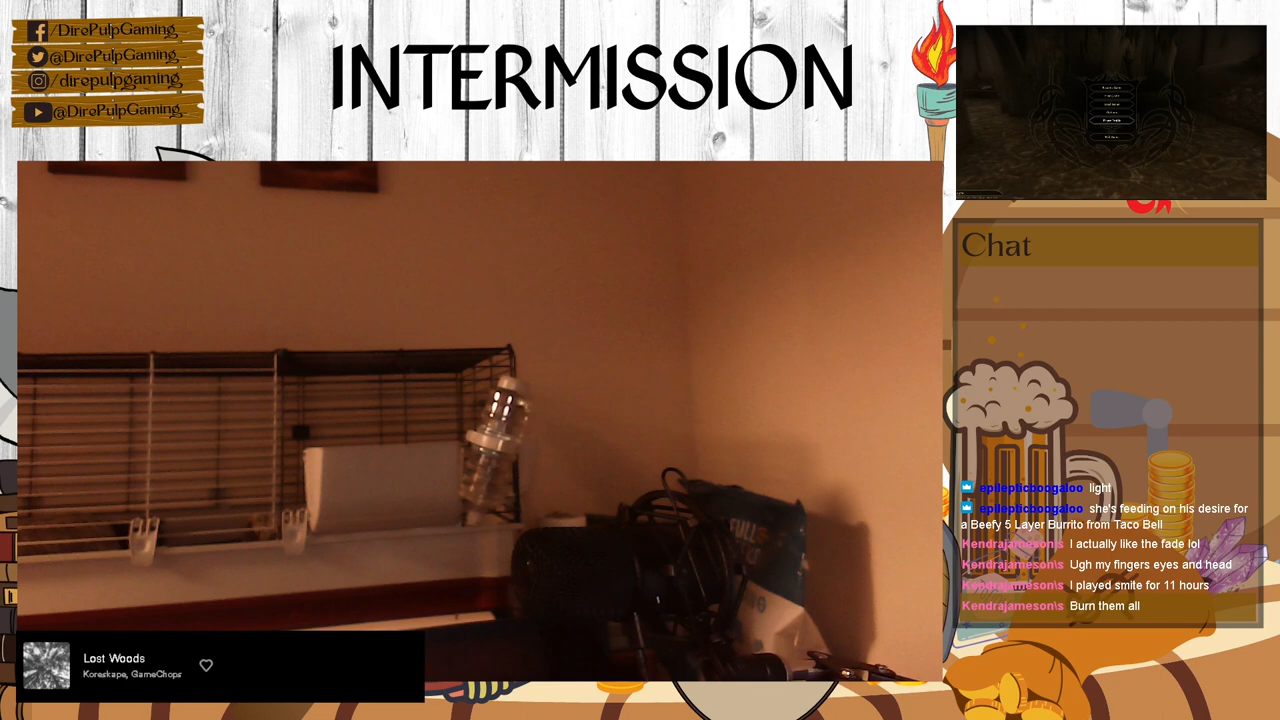 /DirePulpGaming
@DirePulpGaming
/direpulpgaming
@DirePulpGaming
INTERMISSION
Chat
epilepticboogaloo light
epilepticboogaloo she's feeding on his desire for
a Beefy 5 Layer Burrito from Taco Bell
Kendrajameson\s I actually like the fade lol
Kendrajameson\s Ugh my fingers eyes and head
Kendrajameson\s I played smite for 11 hours
Kendrajameson\s Burn them all
Lost Woods
Koreskape, GameChops